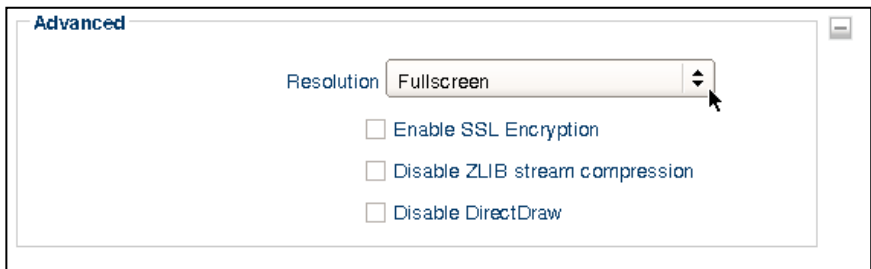 Advanced
Resolution Fullscreen
Enable SSL Encryption
Disable ZLIB stream compression
Disable DirectDraw